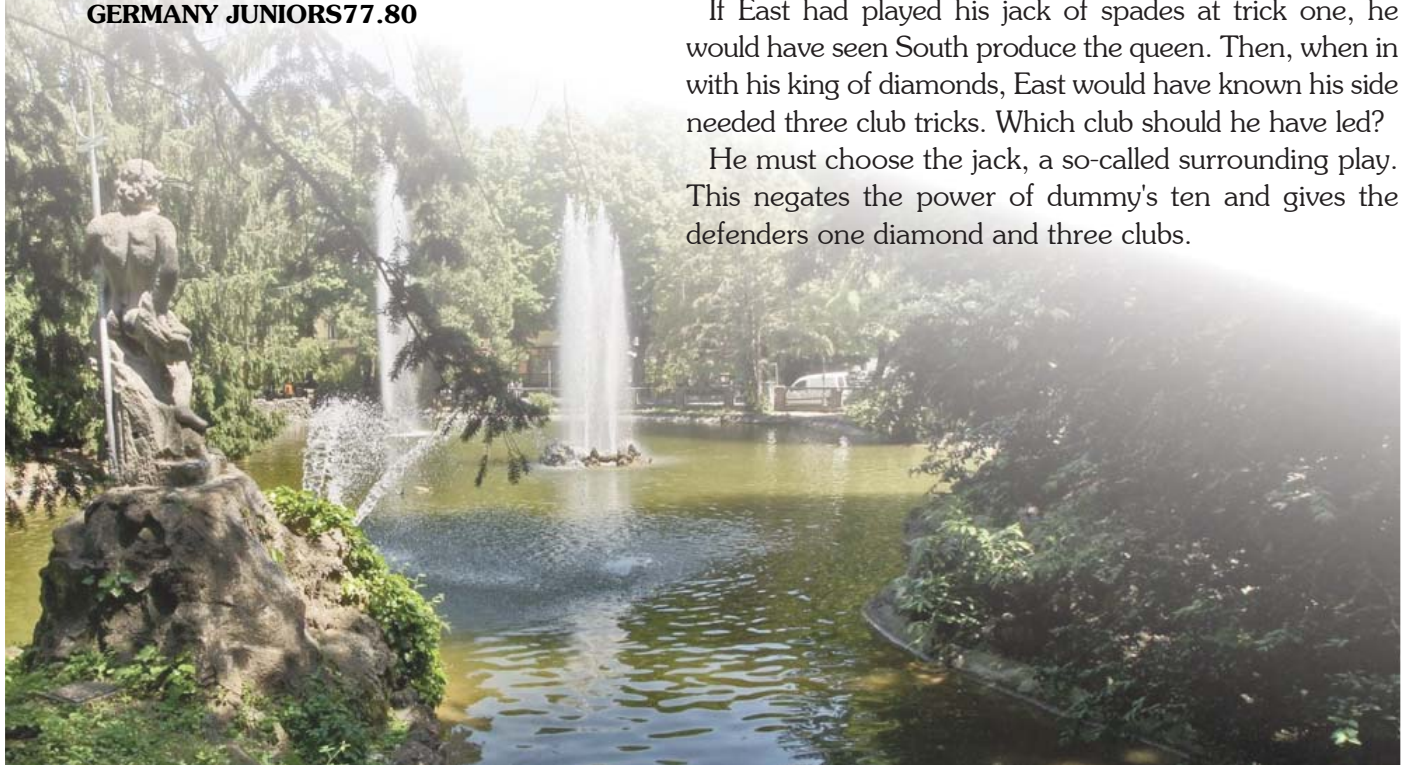 GERMANY JUNIORS77.80
If East had played his jack of spades at trick one, he
would have seen South produce the queen. Then, when in
with his king of diamonds, East would have known his side
needed three club tricks. Which club should he have led?
He must choose the jack, a so-called surrounding play.
This negates the power of dummy's ten and gives the
defenders one diamond and three clubs.